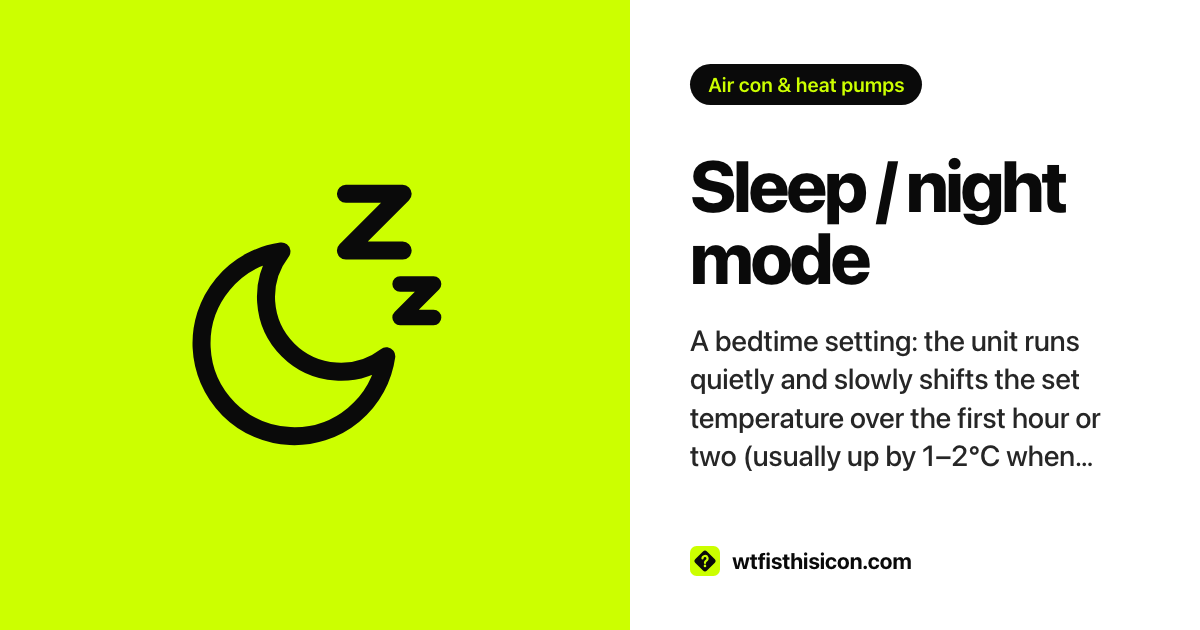 Z
z
Air con & heat pumps
Sleep / night
mode
A bedtime setting: the unit runs
quietly and slowly shifts the set
temperature over the first hour or
two (usually up by 1–2°C when...
?
wtfisthisicon.com